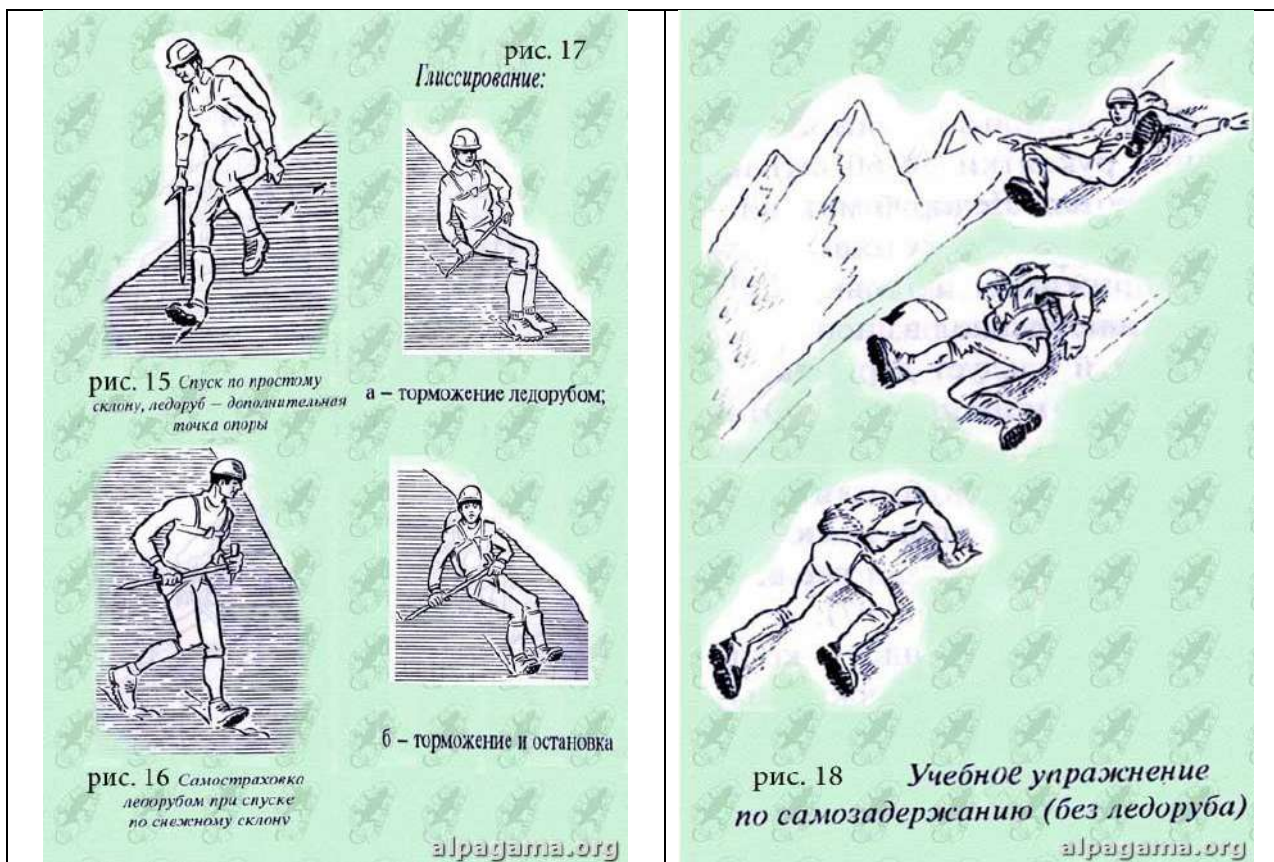 рис. 17
Глиссирование:
рис. 15 Спуск по простому
склону, ледоруб – дополнительная
точка опоры
а – торможение ледорубом;
рис. 16 Самостраховка
ледорубом при спуске
по снежному склону
б – торможение и остановка
alpagama.org
рис. 18 Учебное упражнение
по самозадержанию (без ледоруба)
alpagama.org